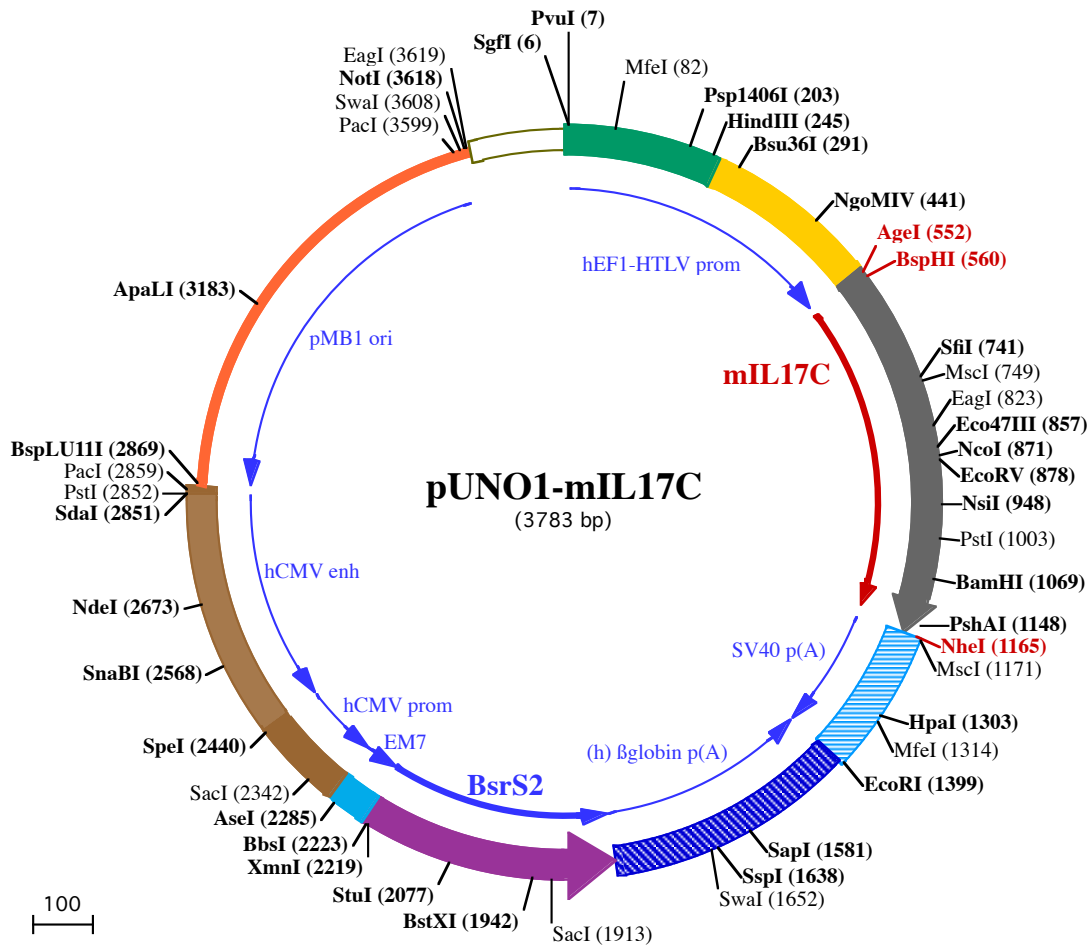 PvuI (7)
SgfI (6)
EagI (3619)
NotI (3618)
SwaI (3608)
PacI (3599)
MfeI (82)
Psp1406I (203)
HindIII (245)
Bsu36I (291)
NgoMIV (441)
AgeI (552)
BspHI (560)
hEF1-HTLV prom
ApaLI (3183)
pMB1 ori
mIL17C
SfiI (741)
MscI (749)
EagI (823)
Eco47III (857)
NcoI (871)
EcoRV (878)
NsiI (948)
PstI (1003)
BamHI (1069)
PshAI (1148)
NheI (1165)
MscI (1171)
BspLU11I (2869)
PacI (2859)
PstI (2852)
SdaI (2851)
pUNO1-mIL17C
(3783 bp)
hCMV enh
NdeI (2673)
SnaBI (2568)
SpeI (2440)
SV40 p(A)
hCMV prom
EM7
(h) ßglobin p(A)
BsrS2
HpaI (1303)
MfeI (1314)
EcoRI (1399)
SacI (2342)
AseI (2285)
BbsI (2223)
XmnI (2219)
StuI (2077)
BstXI (1942)
SacI (1913)
SapI (1581)
SspI (1638)
SwaI (1652)
100